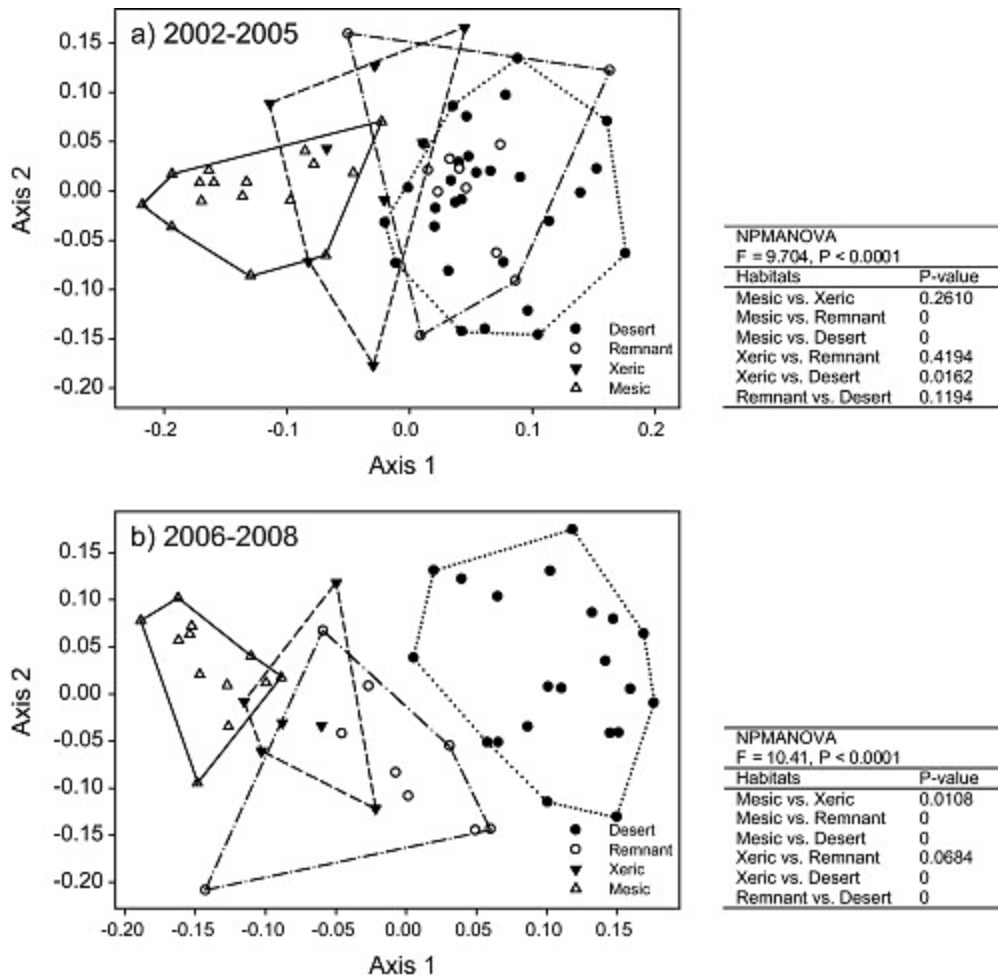 a) 2002-2005
Axis 2
0.15
0.10
0.05
0.00
-0.05
-0.10
-0.15
-0.20
Desert
Remnant
Xeric
Mesic
-0.2 -0.1 0.0 0.1 0.2
Axis 1
NPMANOVA
F = 9.704, P < 0.0001
Habitats P-value
Mesic vs. Xeric 0.2610
Mesic vs. Remnant 0
Mesic vs. Desert 0
Xeric vs. Remnant 0.4194
Xeric vs. Desert 0.0162
Remnant vs. Desert 0.1194
b) 2006-2008
Axis 2
0.15
0.10
0.05
0.00
-0.05
-0.10
-0.15
-0.20
Desert
Remnant
Xeric
Mesic
-0.20 -0.15 -0.10 -0.05 0.00 0.05 0.10 0.15
Axis 1
NPMANOVA
F = 10.41, P < 0.0001
Habitats P-value
Mesic vs. Xeric 0.0108
Mesic vs. Remnant 0
Mesic vs. Desert 0
Xeric vs. Remnant 0.0684
Xeric vs. Desert 0
Remnant vs. Desert 0